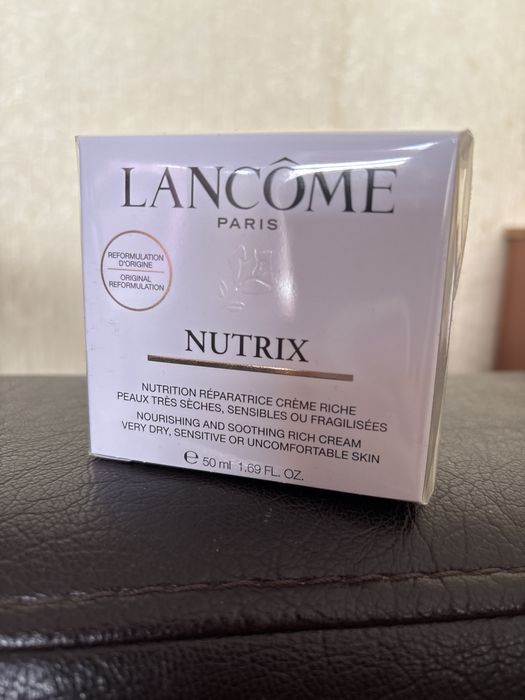 LANCÔME
PARIS
REFORMULATION
D'ORIGINE
ORIGINAL
REFORMULATION
NUTRIX
NUTRITION RÉPARATRICE CRÈME RICHE
PEAUX TRÈS SÈCHES, SENSIBLES OU FRAGILISÉES
NOURISHING AND SOOTHING RICH CREAM
VERY DRY, SENSITIVE OR UNCOMFORTABLE SKIN
℮ 50 ml 1.69 FL. OZ.